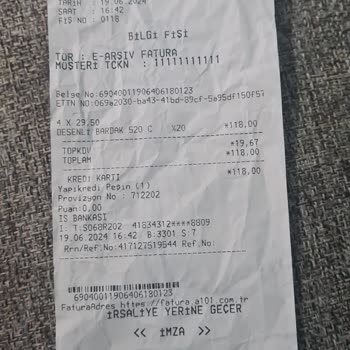 TARİH : 19.06.2024
SAAT : 16:42
FİŞ NO : 0118
BİLGİ FİŞİ
TÜR : E-ARŞİV FATURA
MÜŞTERİ TCKN : 11111111111
Belge No:69040011906406180123
ETTN NO:069a2030-ba43-41bd-89cf-5a95df150f51
4 X 29,50
DESENLİ BARDAK 520 C %20 *118,00
TOPKDV *19,67
TOPLAM *118,00
KREDİ KARTI *118,00
Yapıkredi Peşin (1)
Provizyon No : 712202
Puan:0,00
İŞ BANKASI
İ: T:S068R202 41834312****8809
19.06.2024 16:42 B:3301 S:7
Rrn/Ref No:417127519544 Ref.No:
69040011906406180123
FaturaAdres https://fatura.a101.com.tr
İRSALİYE YERİNE GEÇER
<< İMZA >>